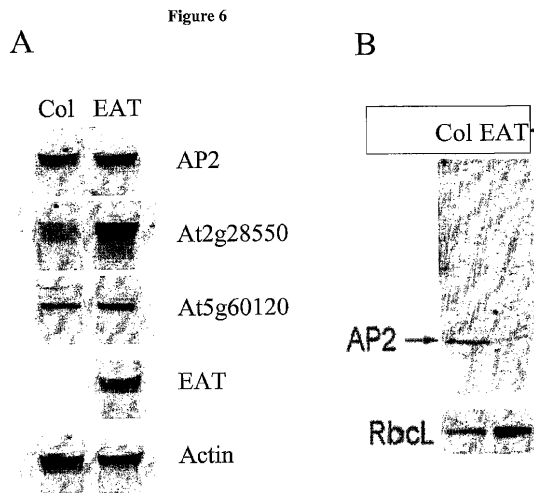 Figure 6
A
Col EAT
AP2
At2g28550
At5g60120
EAT
Actin
B
Col EAT
AP2
RbcL